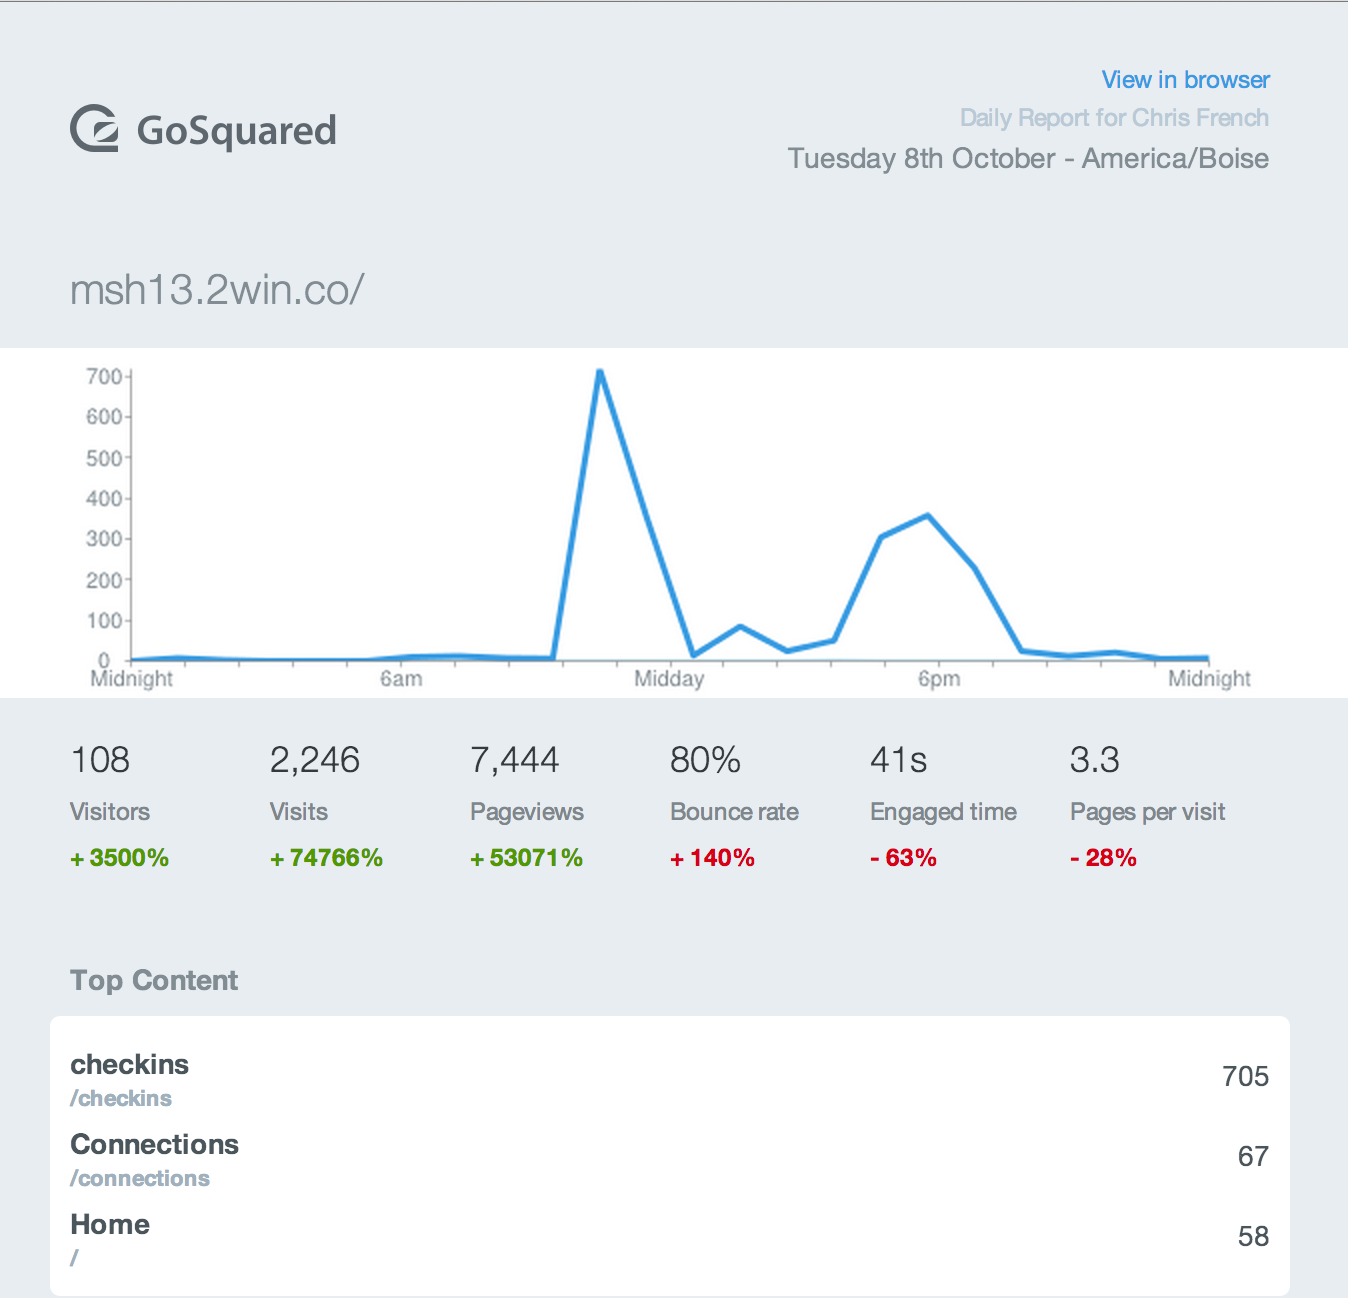 View in browser
GoSquared
Daily Report for Chris French
Tuesday 8th October - America/Boise
msh13.2win.co/
700
600
500
400
300
200
100
0
Midnight 6am Midday 6pm Midnight
108 2,246 7,444 80% 41s 3.3
Visitors Visits Pageviews Bounce rate Engaged time Pages per visit
+ 3500% + 74766% + 53071% + 140% - 63% - 28%
Top Content
checkins 705
/checkins
Connections 67
/connections
Home 58
/